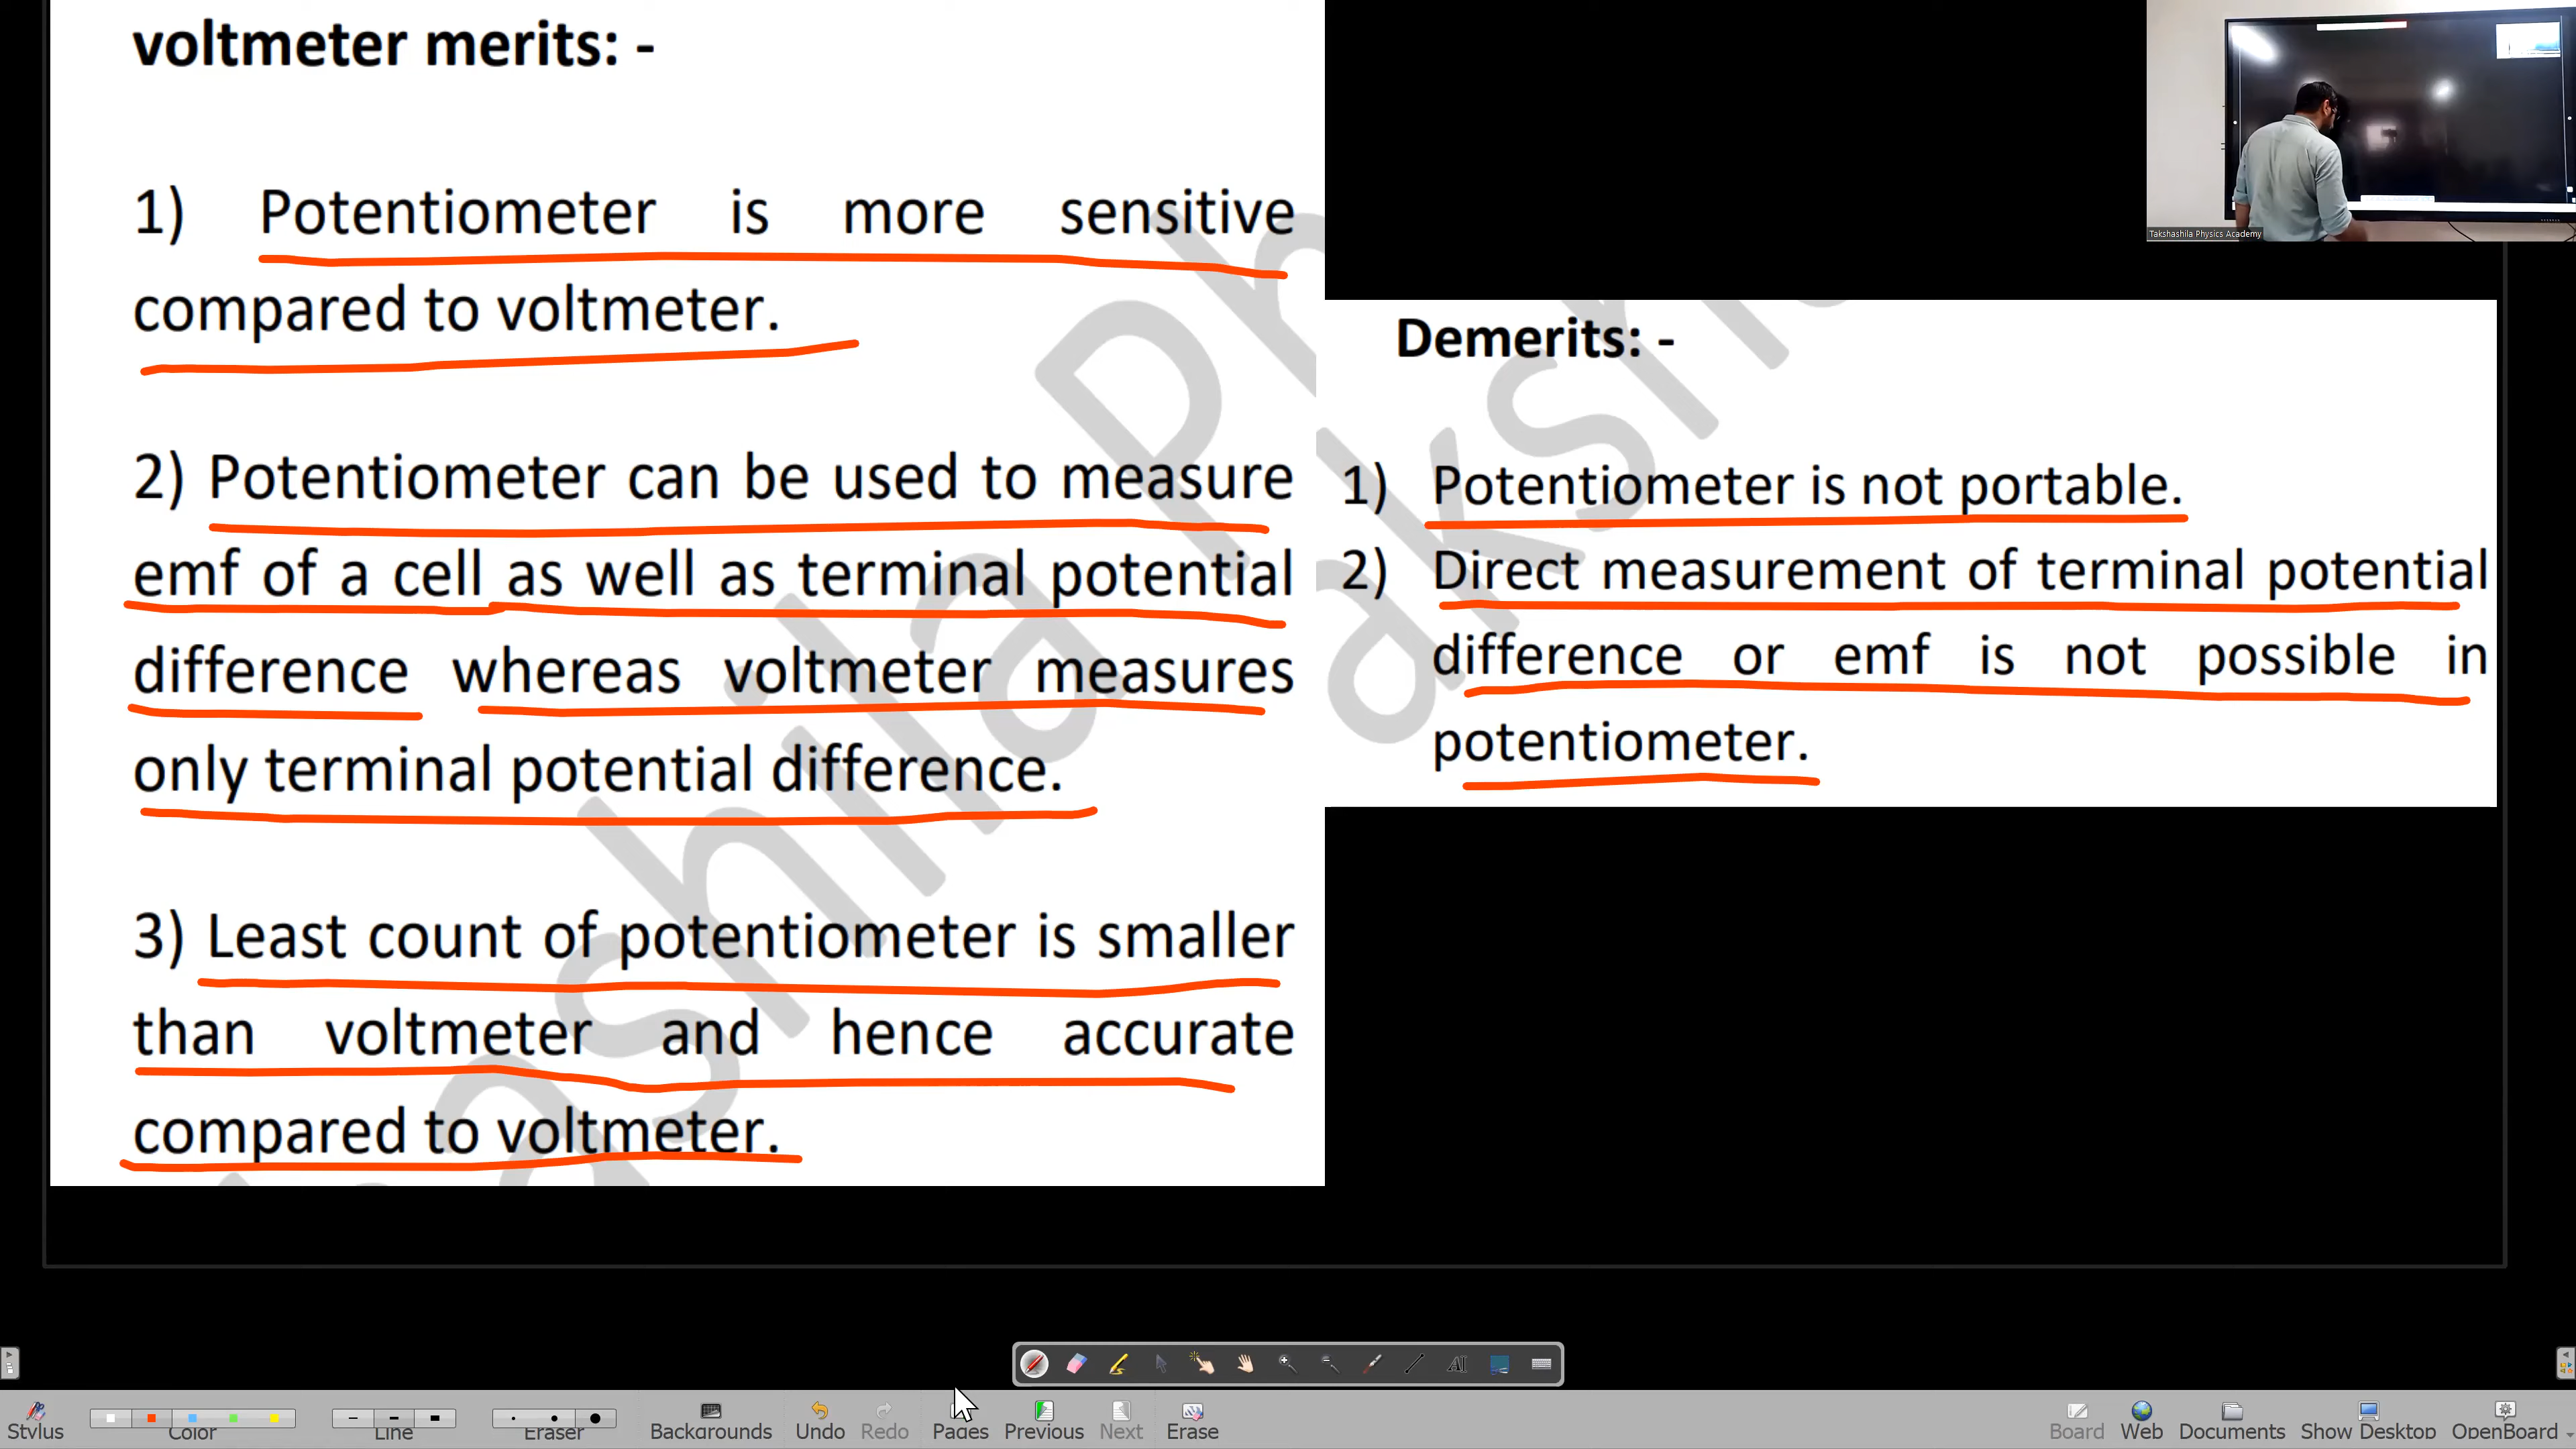 voltmeter merits: -
1) Potentiometer is more sensitive
compared to voltmeter.
2) Potentiometer can be used to measure
emf of a cell as well as terminal potential
difference whereas voltmeter measures
only terminal potential difference.
3) Least count of potentiometer is smaller
than voltmeter and hence accurate
compared to voltmeter.
Takshashila Physics Academy
Demerits: -
1) Potentiometer is not portable.
2) Direct measurement of terminal potential
difference or emf is not possible in
potentiometer.
Stylus Color Line Eraser Backgrounds Undo Redo Pages Previous Next Erase Board Web Documents Show Desktop OpenBoard